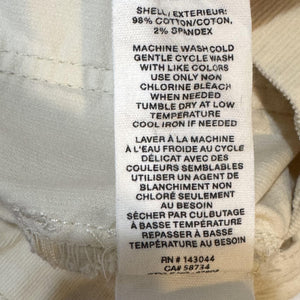 SHELL/EXTERIEUR:
98% COTTON/COTON,
2% SPANDEX
MACHINE WASH COLD
GENTLE CYCLE WASH
WITH LIKE COLORS
USE ONLY NON
CHLORINE BLEACH
WHEN NEEDED
TUMBLE DRY AT LOW
TEMPERATURE
COOL IRON IF NEEDED
LAVER À LA MACHINE
À L'EAU FROIDE AU CYCLE
DÉLICAT AVEC DES
COULEURS SEMBLABLES
UTILISER UN AGENT DE
BLANCHIMENT NON
CHLORÉ SEULEMENT
AU BESOIN
SÉCHER PAR CULBUTAGE
À BASSE TEMPÉRATURE
REPASSER À BASSE
TEMPÉRATURE AU BESOIN
RN # 143044
CA# 58734